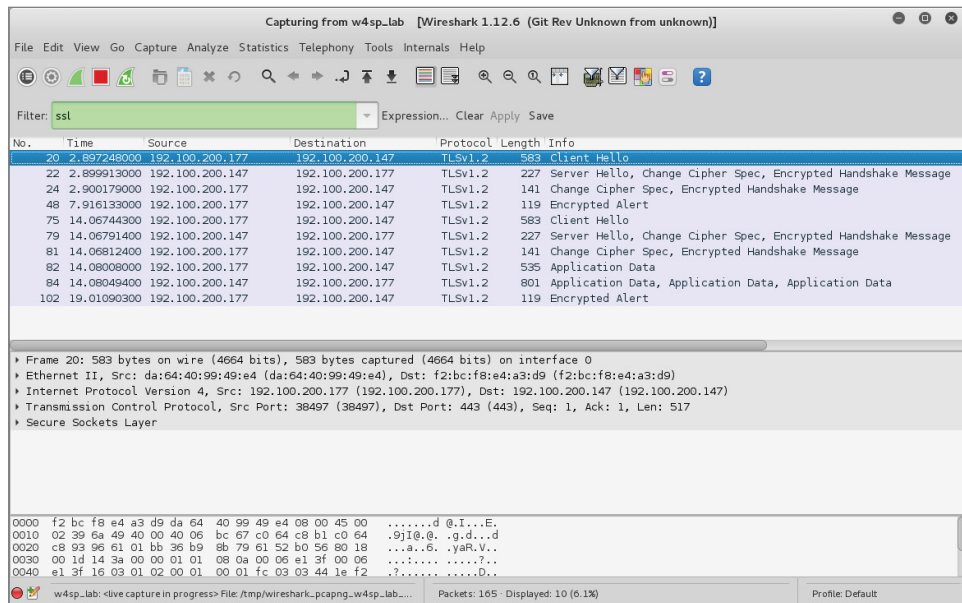 Capturing from w4sp_lab   [Wireshark 1.12.6  (Git Rev Unknown from unknown)]
File Edit View Go Capture Analyze Statistics Telephony Tools Internals Help
Filter: ssl Expression... Clear Apply Save
No. Time Source Destination Protocol Length Info
20 2.897248000 192.100.200.177 192.100.200.147 TLSv1.2 583 Client Hello
22 2.899913000 192.100.200.147 192.100.200.177 TLSv1.2 227 Server Hello, Change Cipher Spec, Encrypted Handshake Message
24 2.900179000 192.100.200.177 192.100.200.147 TLSv1.2 141 Change Cipher Spec, Encrypted Handshake Message
48 7.916133000 192.100.200.177 192.100.200.147 TLSv1.2 119 Encrypted Alert
75 14.06744300 192.100.200.177 192.100.200.147 TLSv1.2 583 Client Hello
79 14.06791400 192.100.200.147 192.100.200.177 TLSv1.2 227 Server Hello, Change Cipher Spec, Encrypted Handshake Message
81 14.06812400 192.100.200.177 192.100.200.147 TLSv1.2 141 Change Cipher Spec, Encrypted Handshake Message
82 14.08008000 192.100.200.177 192.100.200.147 TLSv1.2 535 Application Data
84 14.08049400 192.100.200.147 192.100.200.177 TLSv1.2 801 Application Data, Application Data, Application Data
102 19.01090300 192.100.200.177 192.100.200.147 TLSv1.2 119 Encrypted Alert
Frame 20: 583 bytes on wire (4664 bits), 583 bytes captured (4664 bits) on interface 0
Ethernet II, Src: da:64:40:99:49:e4 (da:64:40:99:49:e4), Dst: f2:bc:f8:e4:a3:d9 (f2:bc:f8:e4:a3:d9)
Internet Protocol Version 4, Src: 192.100.200.177 (192.100.200.177), Dst: 192.100.200.147 (192.100.200.147)
Transmission Control Protocol, Src Port: 38497 (38497), Dst Port: 443 (443), Seq: 1, Ack: 1, Len: 517
Secure Sockets Layer
0000 f2 bc f8 e4 a3 d9 da 64 40 99 49 e4 08 00 45 00 .......d @.I...E.
0010 02 39 6a 49 40 00 40 06 bc 67 c0 64 c8 b1 c0 64 .9jI@.@. .g.d...d
0020 c8 93 96 61 01 bb 36 b9 8b 79 61 52 b0 56 80 18 ...a..6. .yaR.V..
0030 00 1d 14 3a 00 00 01 01 08 0a 00 06 e1 3f 00 06 ...:.... .....?..
0040 e1 3f 16 03 01 02 00 01 00 01 fc 03 03 44 1e f2 .?...... .....D..
w4sp_lab: <live capture in progress> File: /tmp/wireshark_pcapng_w4sp_lab_... Packets: 165 · Displayed: 10 (6.1%) Profile: Default